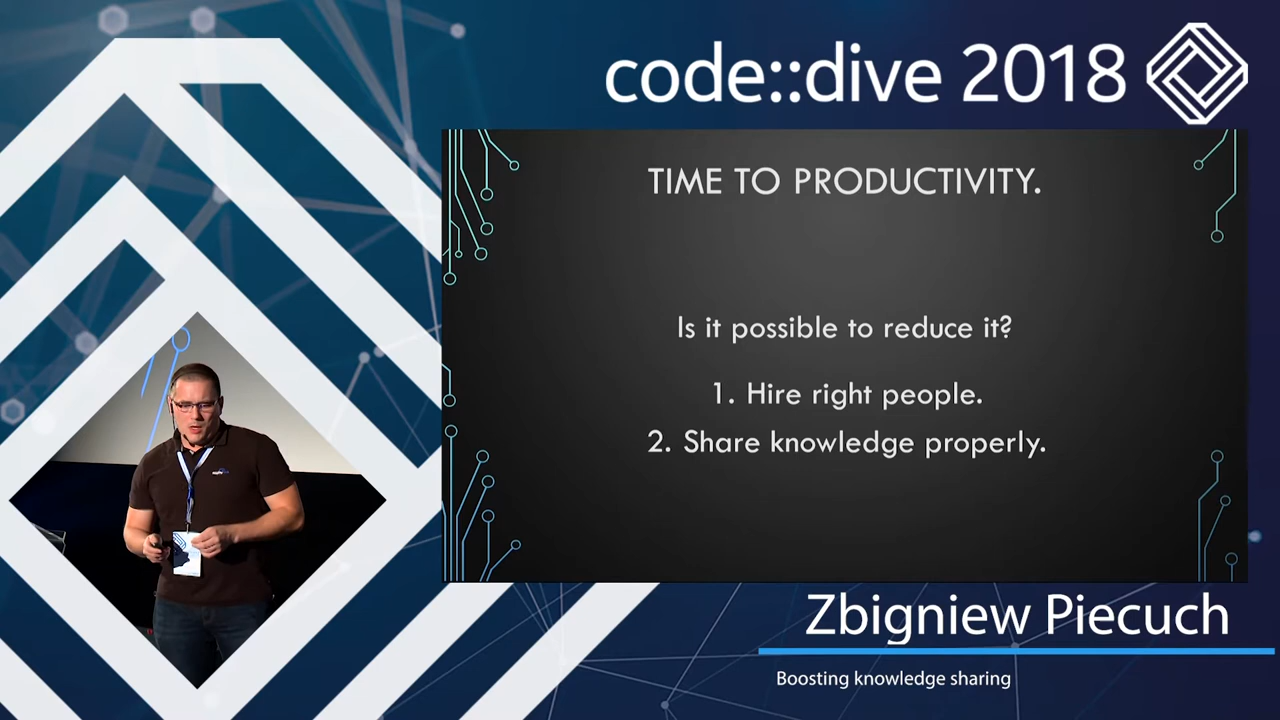 code::dive 2018
TIME TO PRODUCTIVITY.
Is it possible to reduce it?
1. Hire right people.
2. Share knowledge properly.
Zbigniew Piecuch
Boosting knowledge sharing